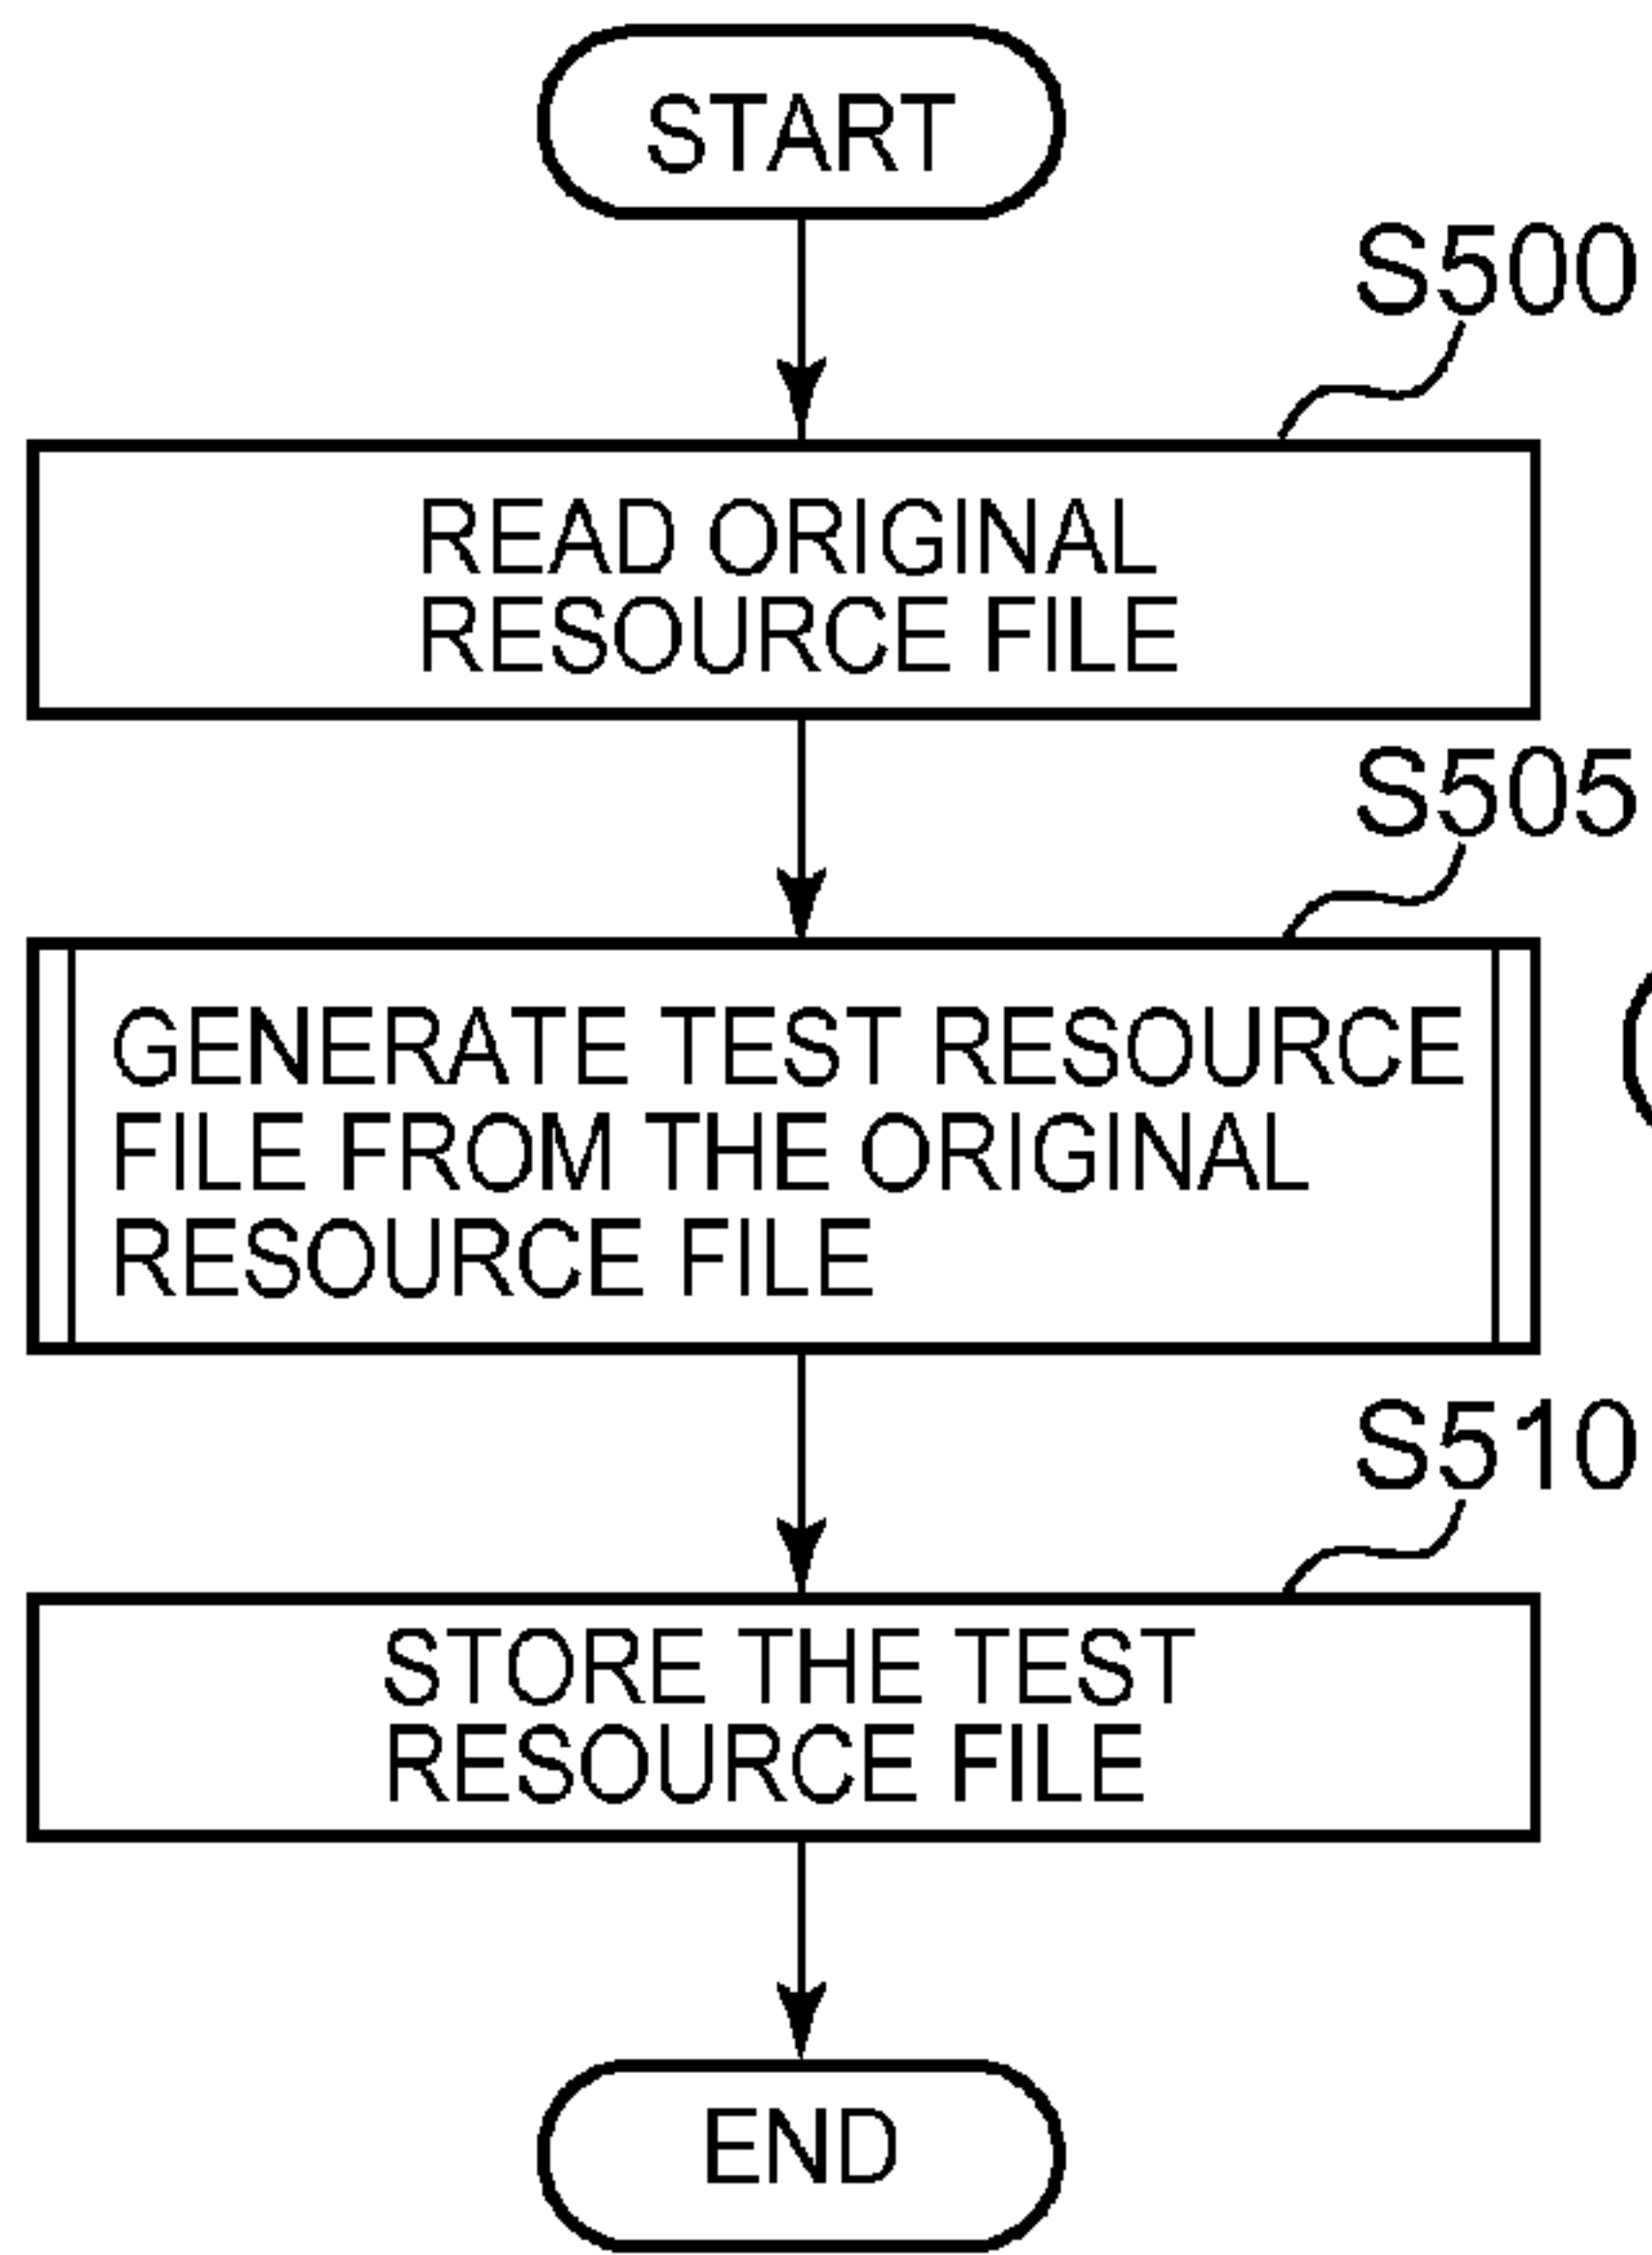 START
S500
READ ORIGINAL
RESOURCE FILE
S505
GENERATE TEST RESOURCE
FILE FROM THE ORIGINAL
RESOURCE FILE
S510
STORE THE TEST
RESOURCE FILE
END